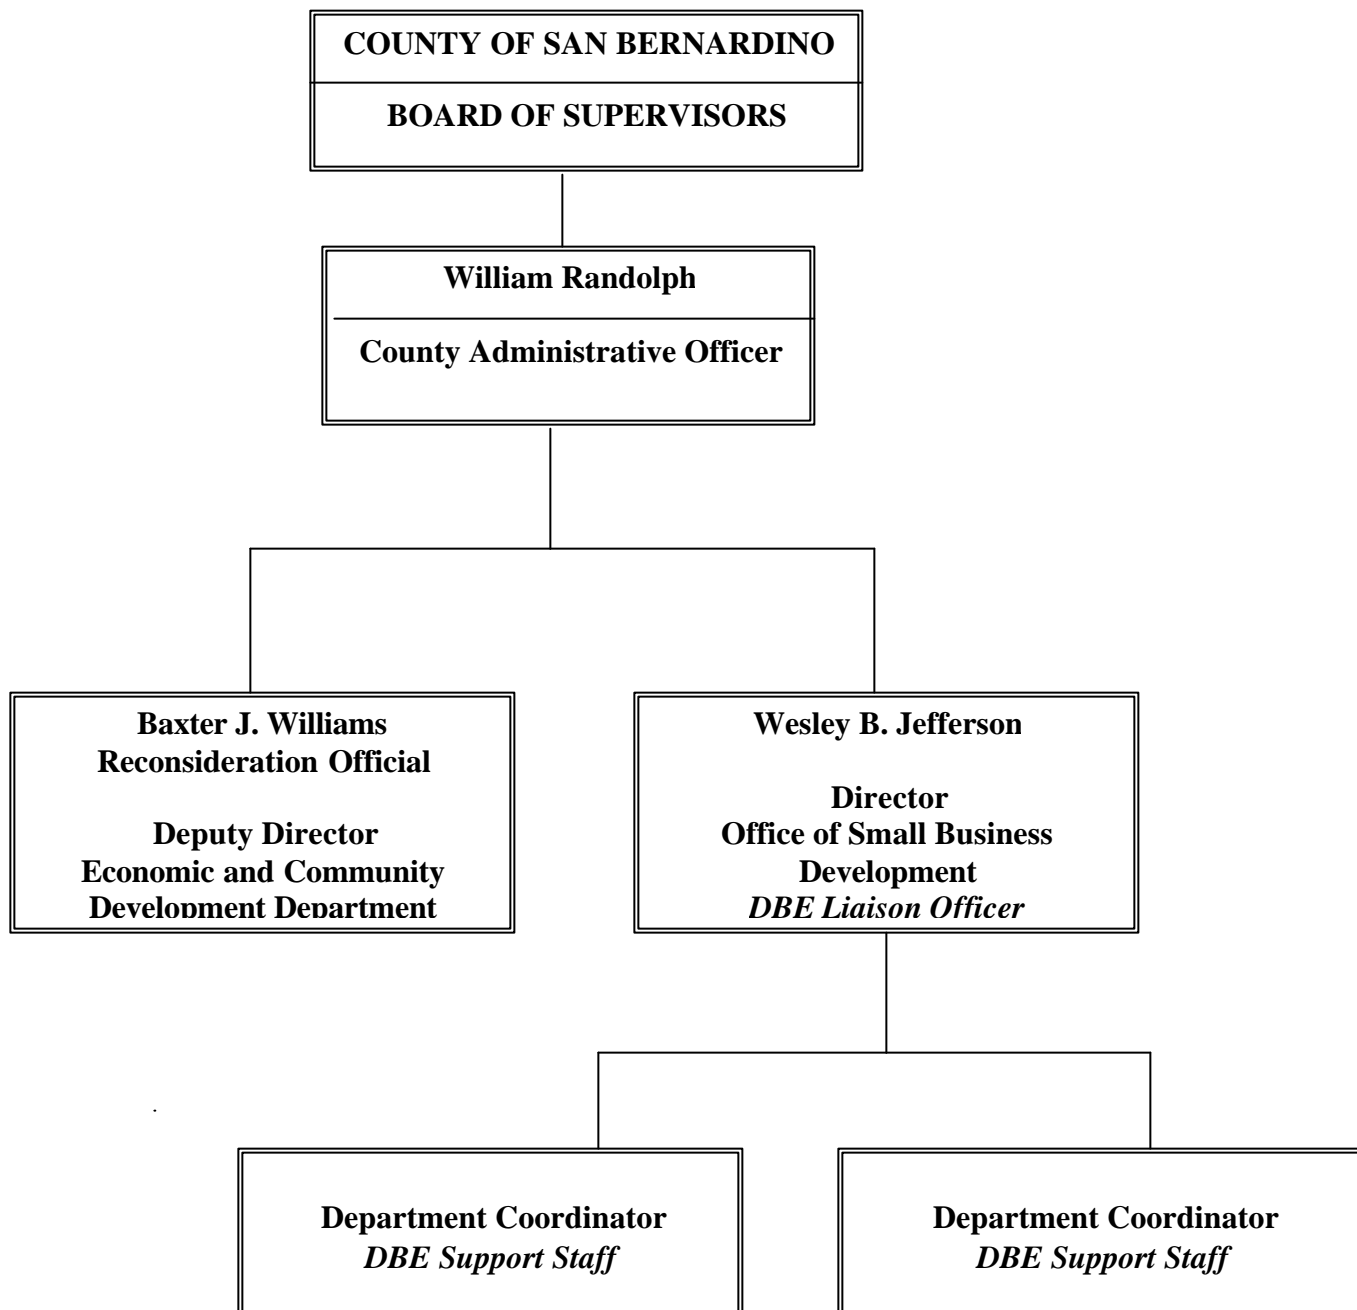 COUNTY OF SAN BERNARDINO
BOARD OF SUPERVISORS
William Randolph
County Administrative Officer
Baxter J. Williams
Reconsideration Official
Deputy Director
Economic and Community
Development Department
Wesley B. Jefferson
Director
Office of Small Business
Development
DBE Liaison Officer
Department Coordinator
DBE Support Staff
Department Coordinator
DBE Support Staff